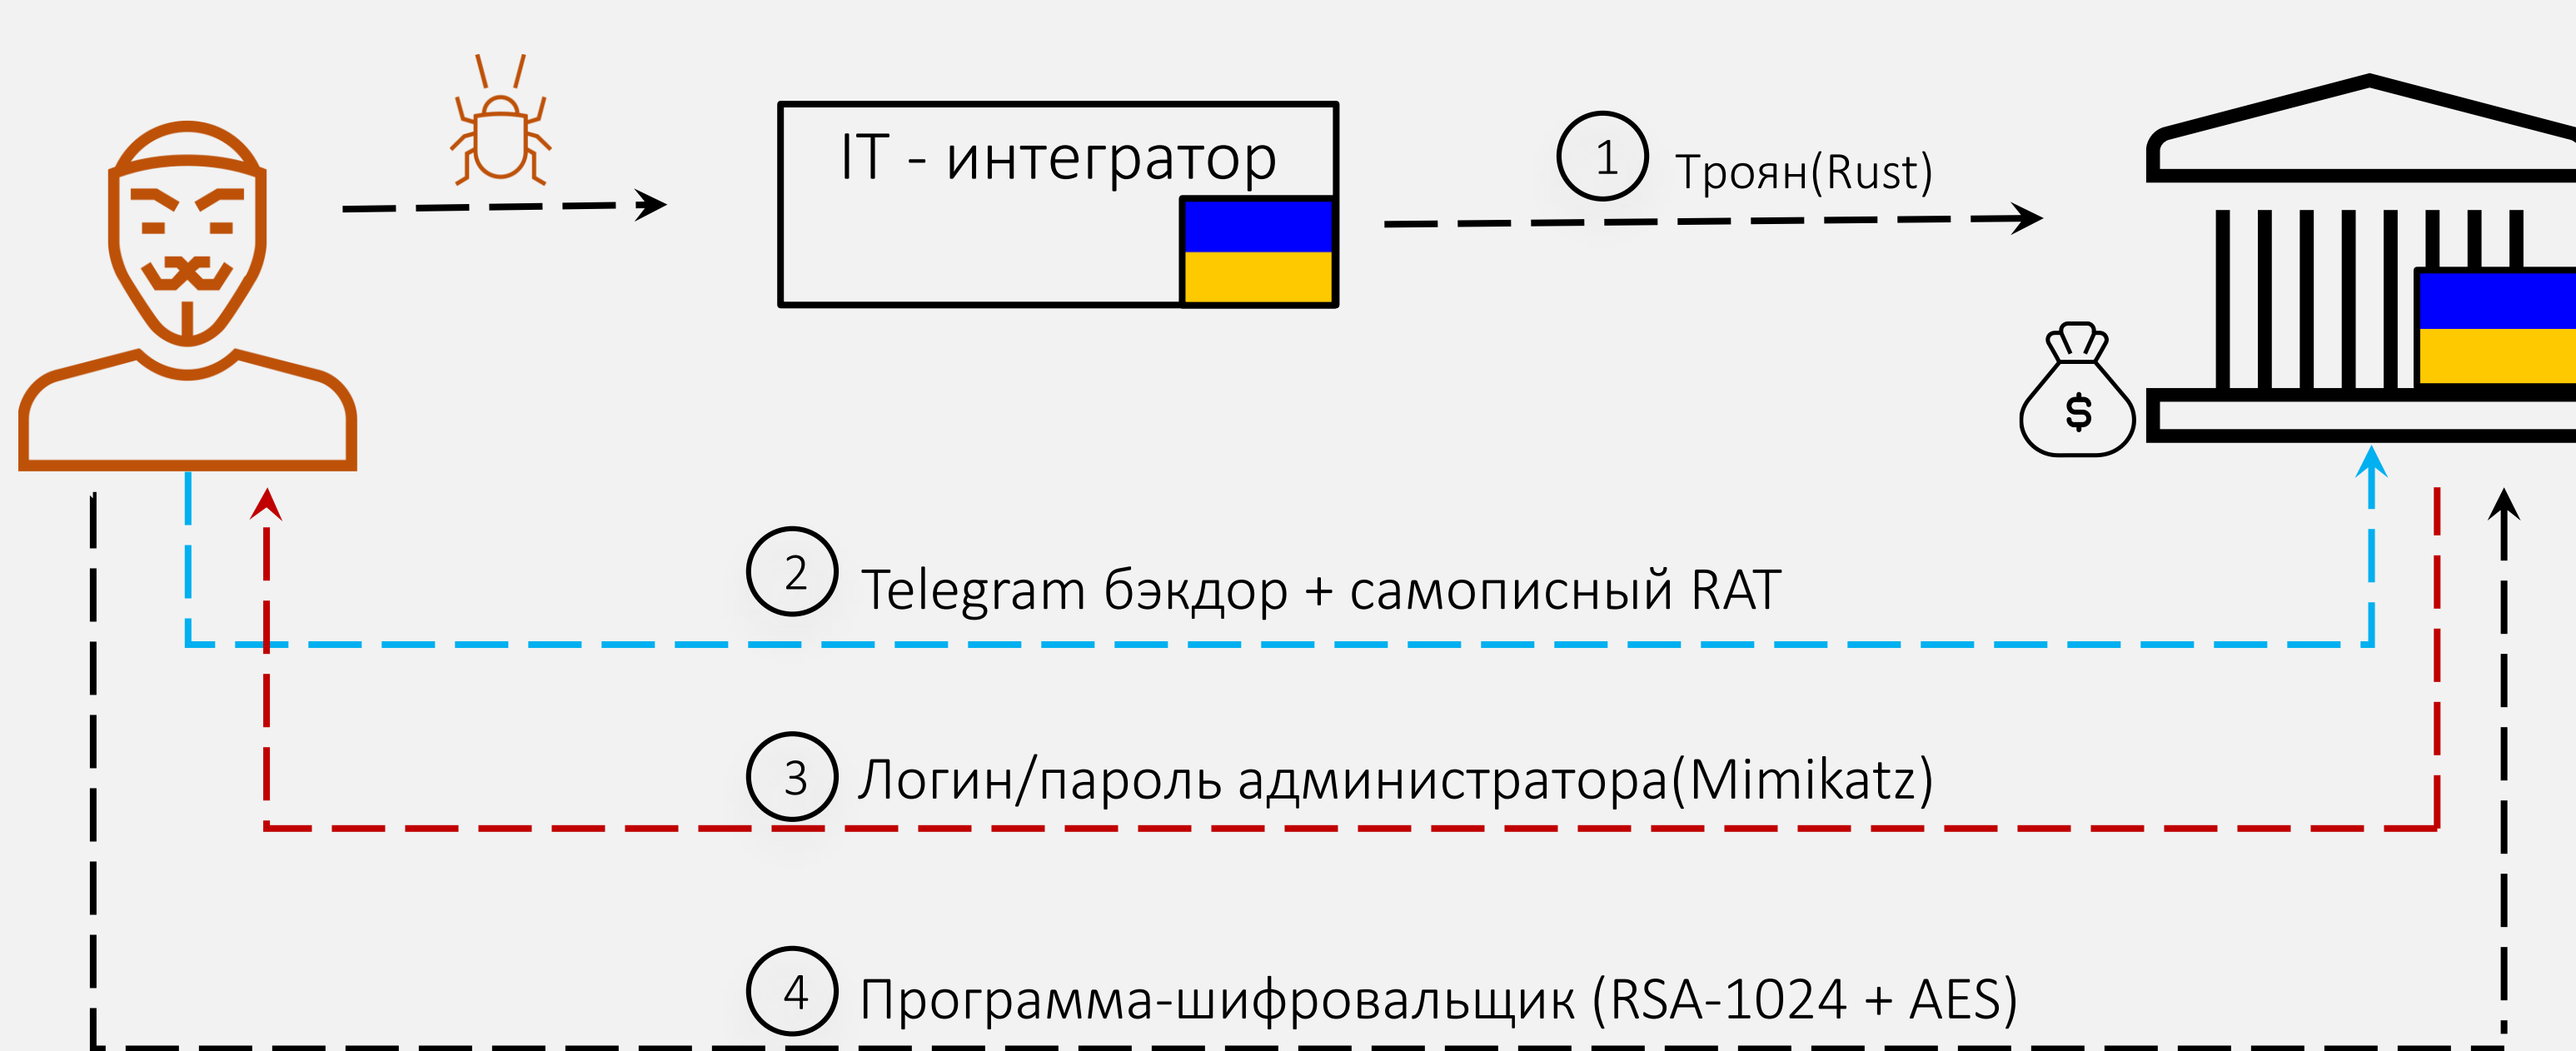 IT - интегратор
1
Троян(Rust)
$
2
Telegram бэкдор + самописный RAT
3
Логин/пароль администратора(Mimikatz)
4
Программа-шифровальщик (RSA-1024 + AES)